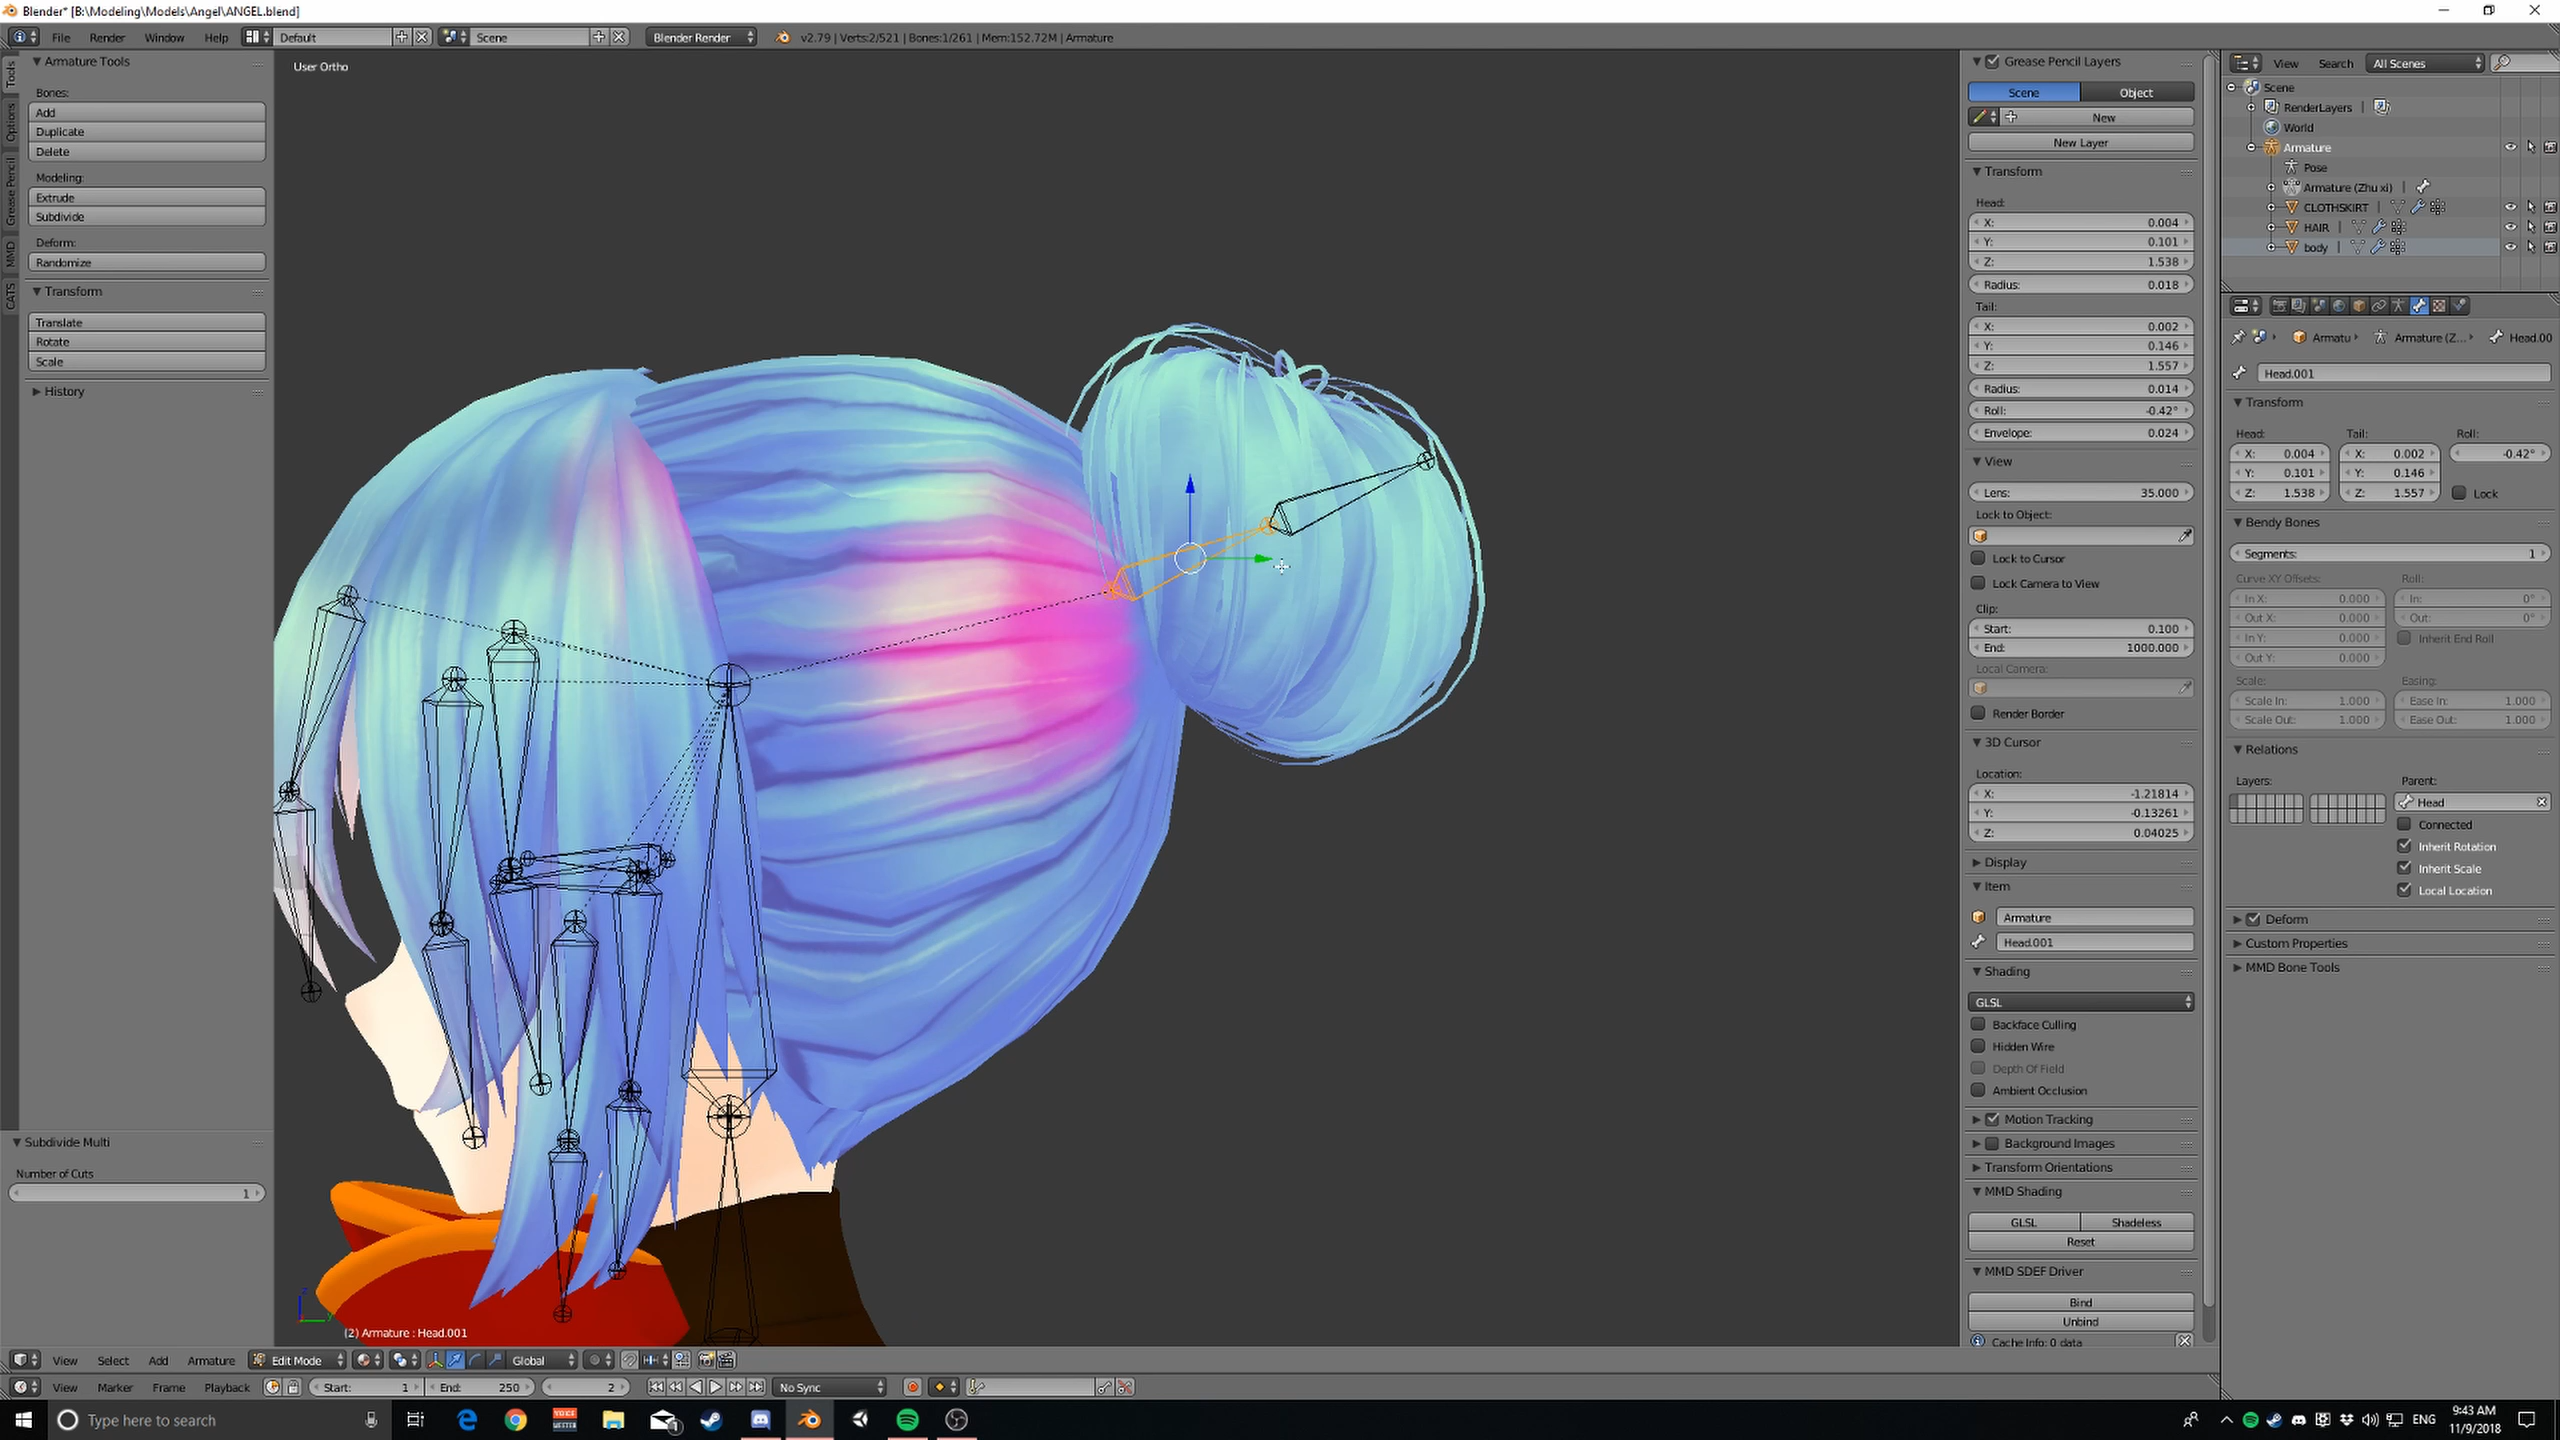 Blender* [B:\Modeling\Models\Angel\ANGEL.blend]
File Render Window Help Default Scene Blender Render v2.79 | Verts:2/521 | Bones:1/261 | Mem:152.72M | Armature
Tools
Options
Grease Pencil
MMD
CATS
Armature Tools
Bones:
Add
Duplicate
Delete
Modeling:
Extrude
Subdivide
Deform:
Randomize
Transform
Translate
Rotate
Scale
History
Subdivide Multi
Number of Cuts
1
User Ortho
(2) Armature : Head.001
Grease Pencil Layers
Scene Object
New
New Layer
Transform
Head:
X: 0.004
Y: 0.101
Z: 1.538
Radius: 0.018
Tail:
X: 0.002
Y: 0.146
Z: 1.557
Radius: 0.014
Roll: -0.42°
Envelope: 0.024
View
Lens: 35.000
Lock to Object:
Lock to Cursor
Lock Camera to View
Clip:
Start: 0.100
End: 1000.000
Local Camera:
Render Border
3D Cursor
Location:
X: -1.21814
Y: -0.13261
Z: 0.04025
Display
Item
Armature
Head.001
Shading
GLSL
Backface Culling
Hidden Wire
Depth Of Field
Ambient Occlusion
Motion Tracking
Background Images
Transform Orientations
MMD Shading
GLSL Shadeless
Reset
MMD SDEF Driver
Bind
Unbind
Cache Info: 0 data
View Search All Scenes
Scene
RenderLayers |
World
Armature
Pose
Armature (Zhu xi) |
CLOTHSKIRT |
HAIR |
body |
Armatu Armature (Z... Head.00
Head.001
Transform
Head: Tail: Roll:
X: 0.004 X: 0.002 -0.42°
Y: 0.101 Y: 0.146
Z: 1.538 Z: 1.557 Lock
Bendy Bones
Segments: 1
Curve XY Offsets: Roll:
In X: 0.000 In: 0°
Out X: 0.000 Out: 0°
In Y: 0.000 Inherit End Roll
Out Y: 0.000
Scale: Easing:
Scale In: 1.000 Ease In: 1.000
Scale Out: 1.000 Ease Out: 1.000
Relations
Layers: Parent:
Head
Connected
Inherit Rotation
Inherit Scale
Local Location
Deform
Custom Properties
MMD Bone Tools
View Select Add Armature Edit Mode Global
View Marker Frame Playback Start: 1 End: 250 2 No Sync
Type here to search
VOICE
MEETER
1
ENG
9:43 AM
11/9/2018